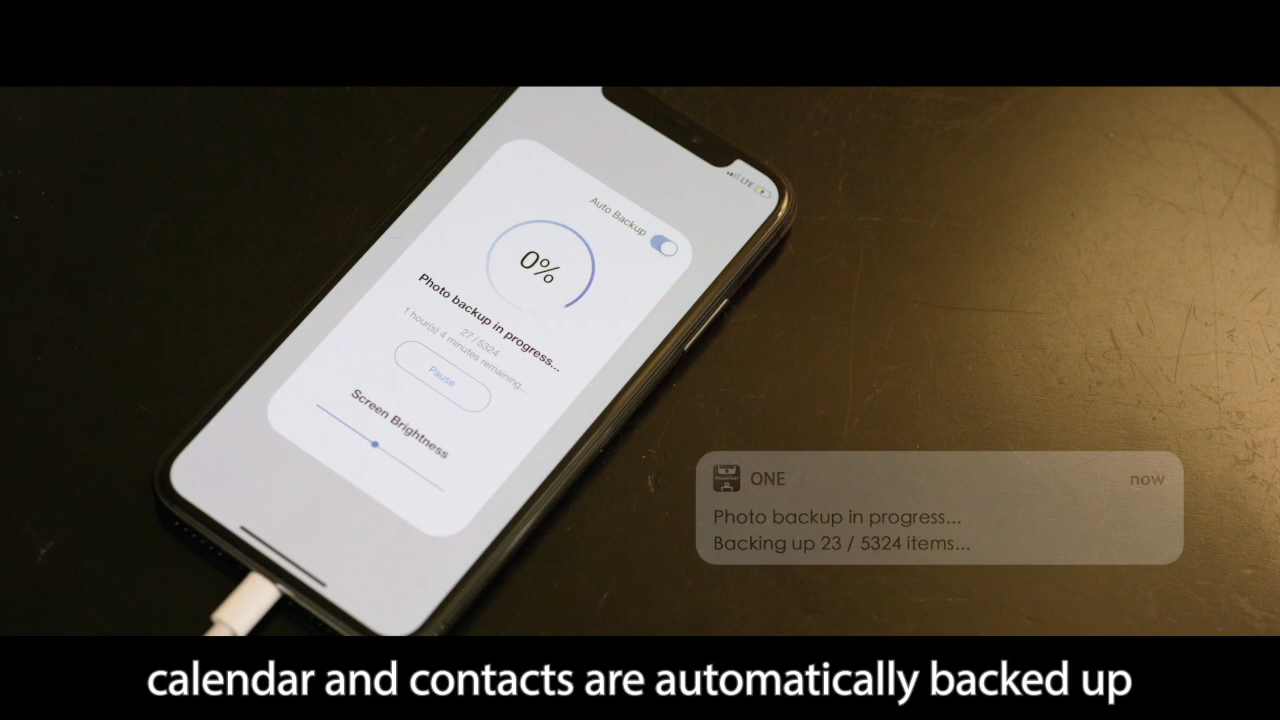 LTE
Auto Backup
0%
Photo backup in progress...
27 / 5324
1 hour(s) 4 minutes remaining...
Pause
Screen Brightness
ONE
now
Photo backup in progress...
Backing up 23 / 5324 items...
calendar and contacts are automatically backed up